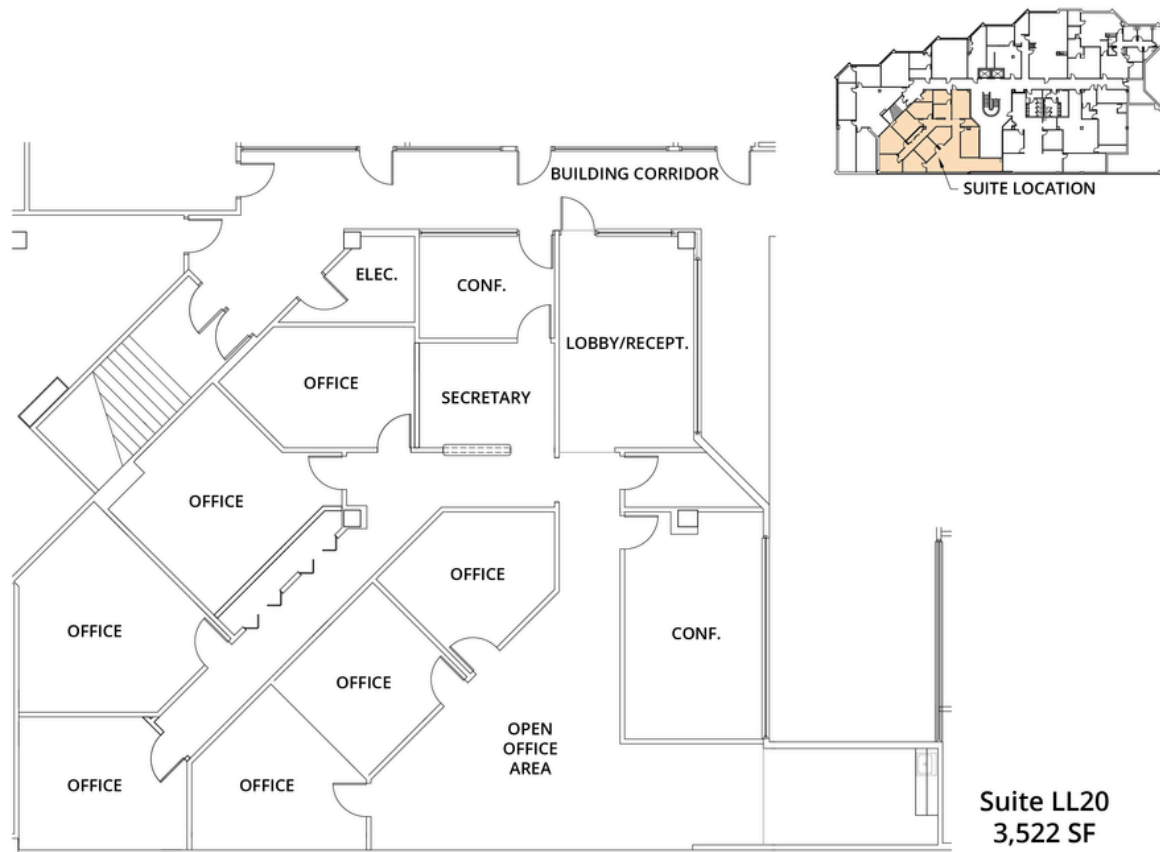 BUILDING CORRIDOR
SUITE LOCATION
ELEC.
CONF.
LOBBY/RECEPT.
OFFICE
SECRETARY
OFFICE
OFFICE
OFFICE
CONF.
OFFICE
OPEN
OFFICE
AREA
OFFICE
OFFICE
Suite LL20
3,522 SF